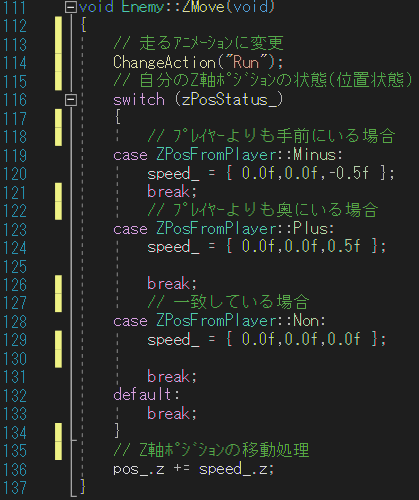 111 void Enemy::ZMove(void)
112 {
113 // 走るｱﾆﾒｰｼｮﾝに変更
114 ChangeAction("Run");
115 // 自分のZ軸ﾎﾟｼﾞｼｮﾝの状態(位置状態)
116 switch (zPosStatus_)
117 {
118 // ﾌﾟﾚｲﾔｰよりも手前にいる場合
119 case ZPosFromPlayer::Minus:
120 speed_ = { 0.0f,0.0f,-0.5f };
121 break;
122 // ﾌﾟﾚｲﾔｰよりも奥にいる場合
123 case ZPosFromPlayer::Plus:
124 speed_ = { 0.0f,0.0f,0.5f };
125
126 break;
127 // 一致している場合
128 case ZPosFromPlayer::Non:
129 speed_ = { 0.0f,0.0f,0.0f };
130
131 break;
132 default:
133 break;
134 }
135 // Z軸ﾎﾟｼﾞｼｮﾝの移動処理
136 pos_.z += speed_.z;
137 }